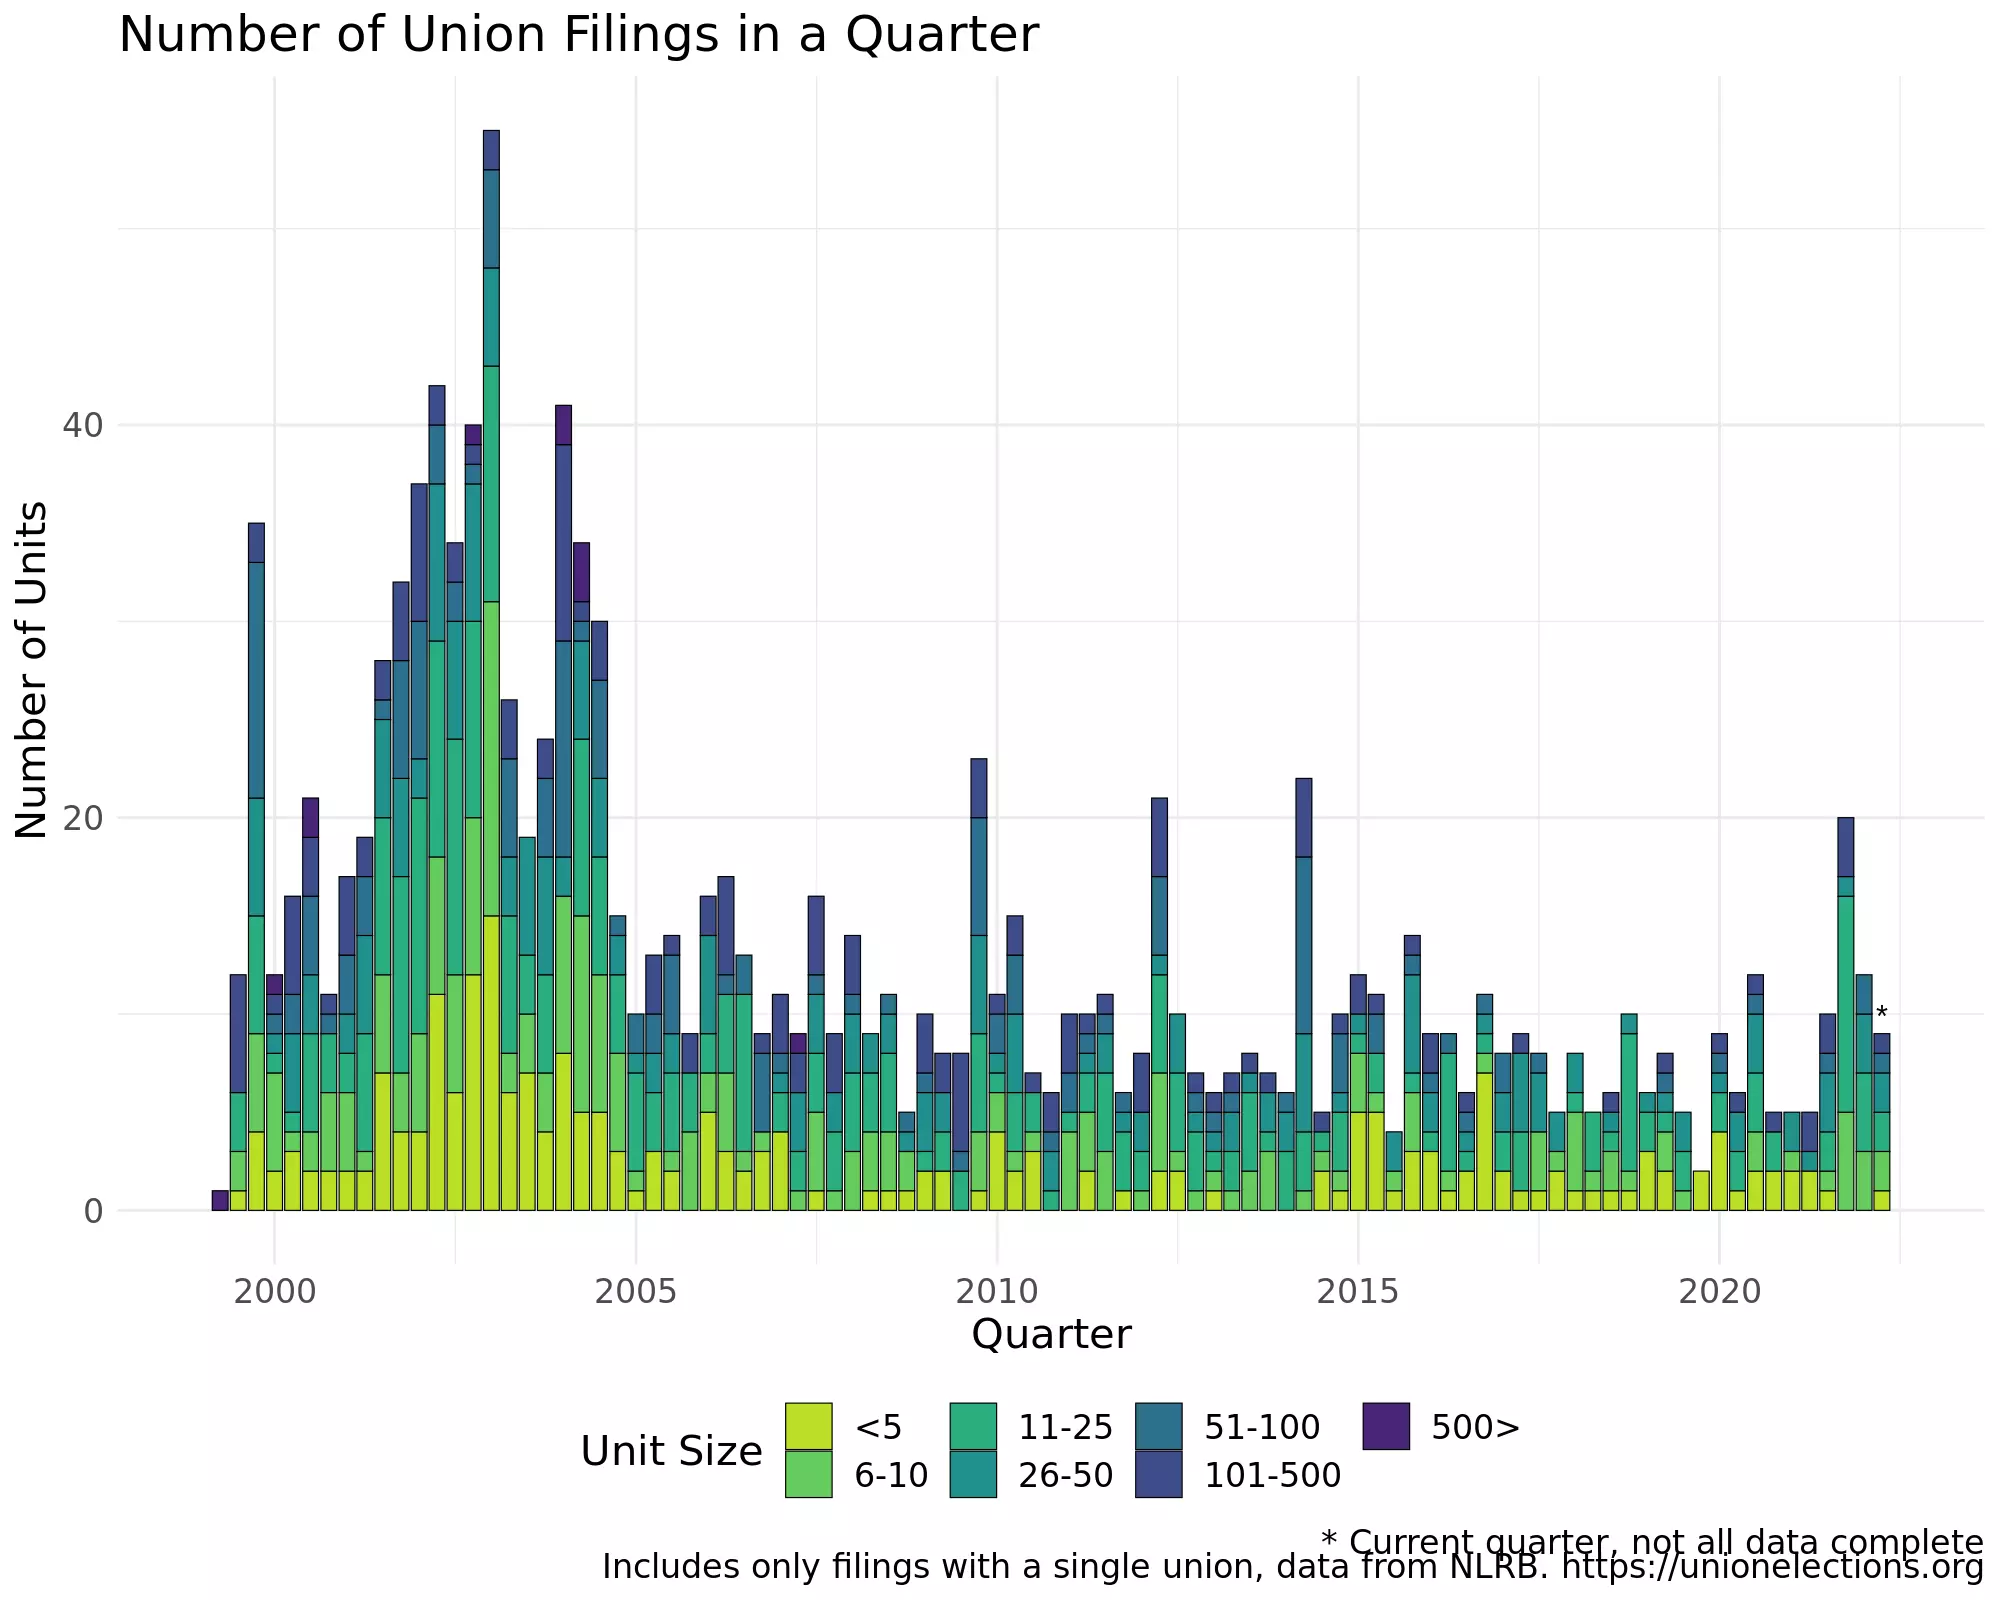 Number of Union Filings in a Quarter
Number of Units
40
20
0
*
2000 2005 2010 2015 2020
Quarter
Unit Size
<5 11-25 51-100 500>
6-10 26-50 101-500
* Current quarter, not all data complete
Includes only filings with a single union, data from NLRB. https://unionelections.org